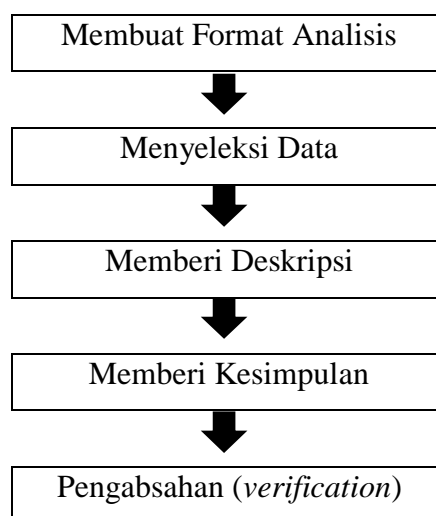 Membuat Format Analisis
Menyeleksi Data
Memberi Deskripsi
Memberi Kesimpulan
Pengabsahan (verification)